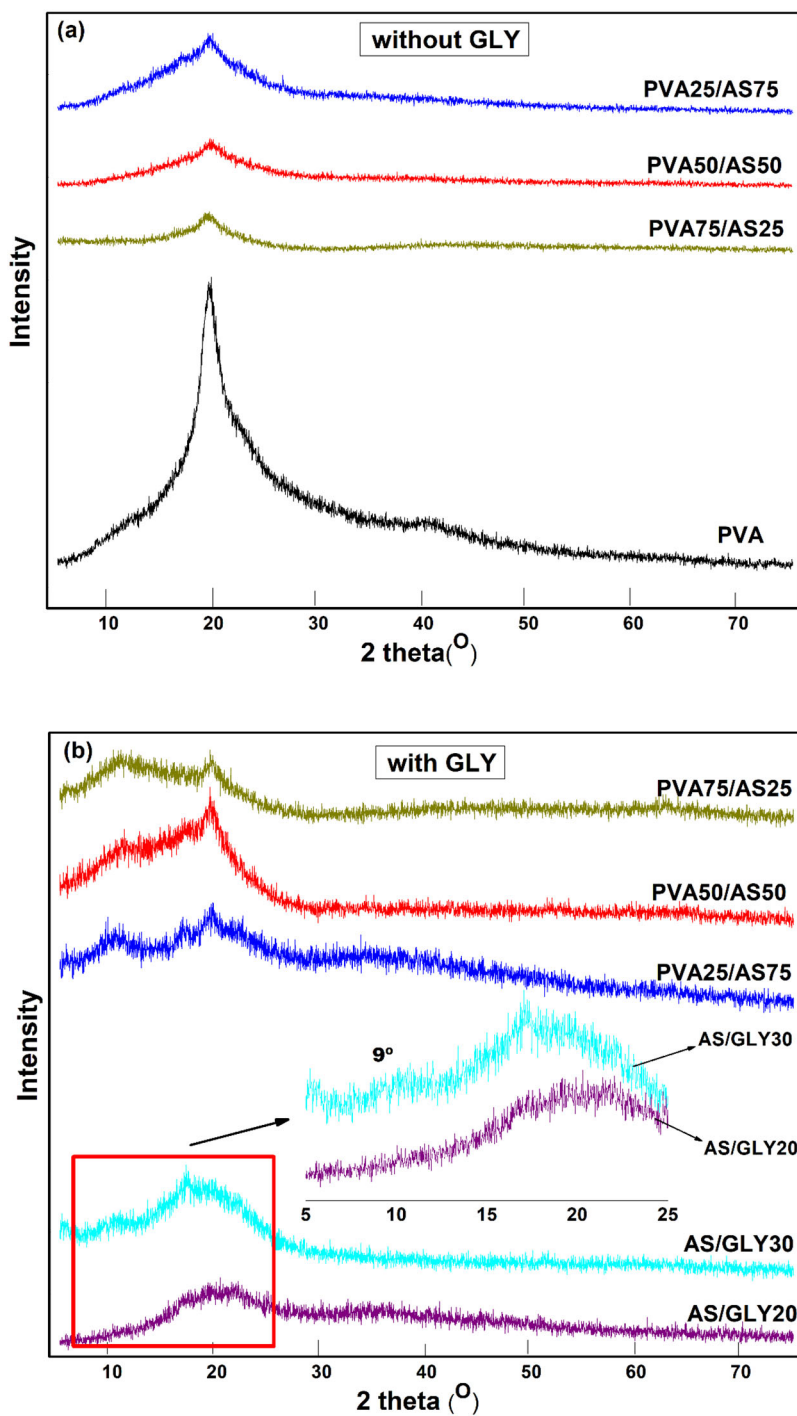 (a)
without GLY
PVA25/AS75
PVA50/AS50
PVA75/AS25
PVA
Intensity
10 20 30 40 50 60 70
2 theta(O)
(b)
with GLY
PVA75/AS25
PVA50/AS50
PVA25/AS75
9º
AS/GLY30
AS/GLY20
5 10 15 20 25
AS/GLY30
AS/GLY20
Intensity
10 20 30 40 50 60 70
2 theta (O)